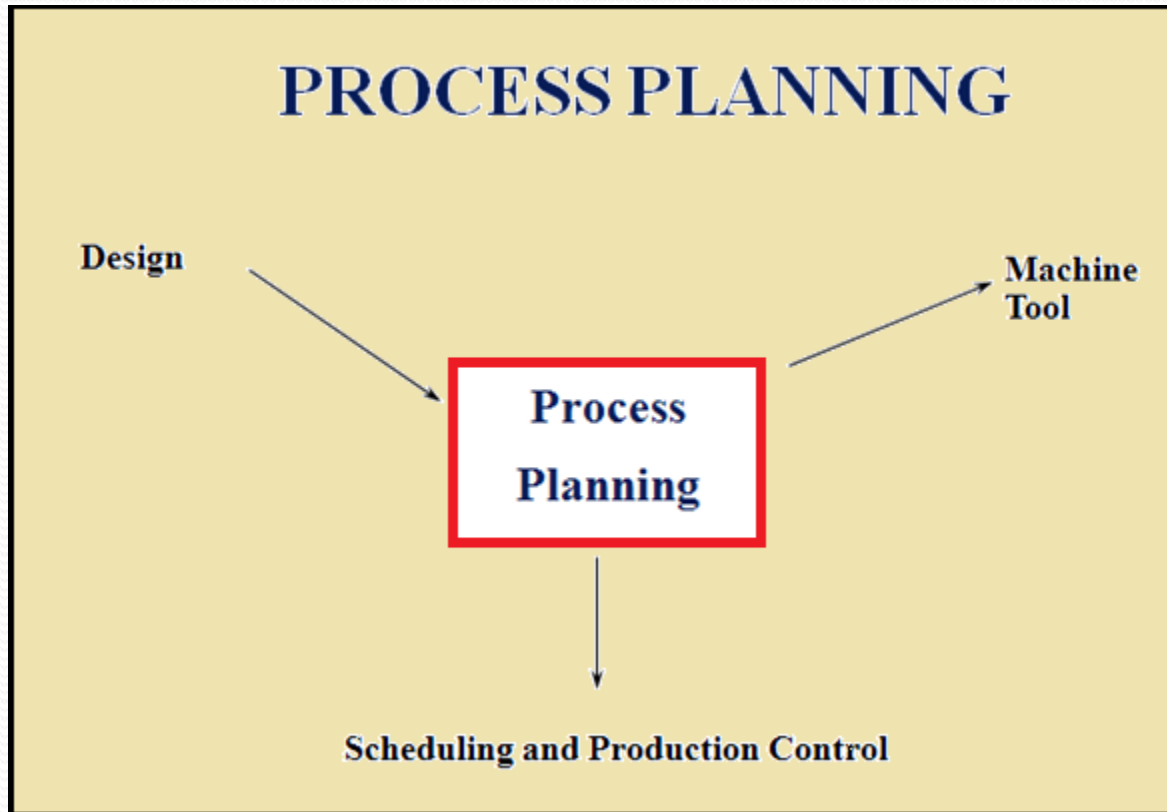 PROCESS PLANNING
Design
Machine
Tool
Process
Planning
Scheduling and Production Control